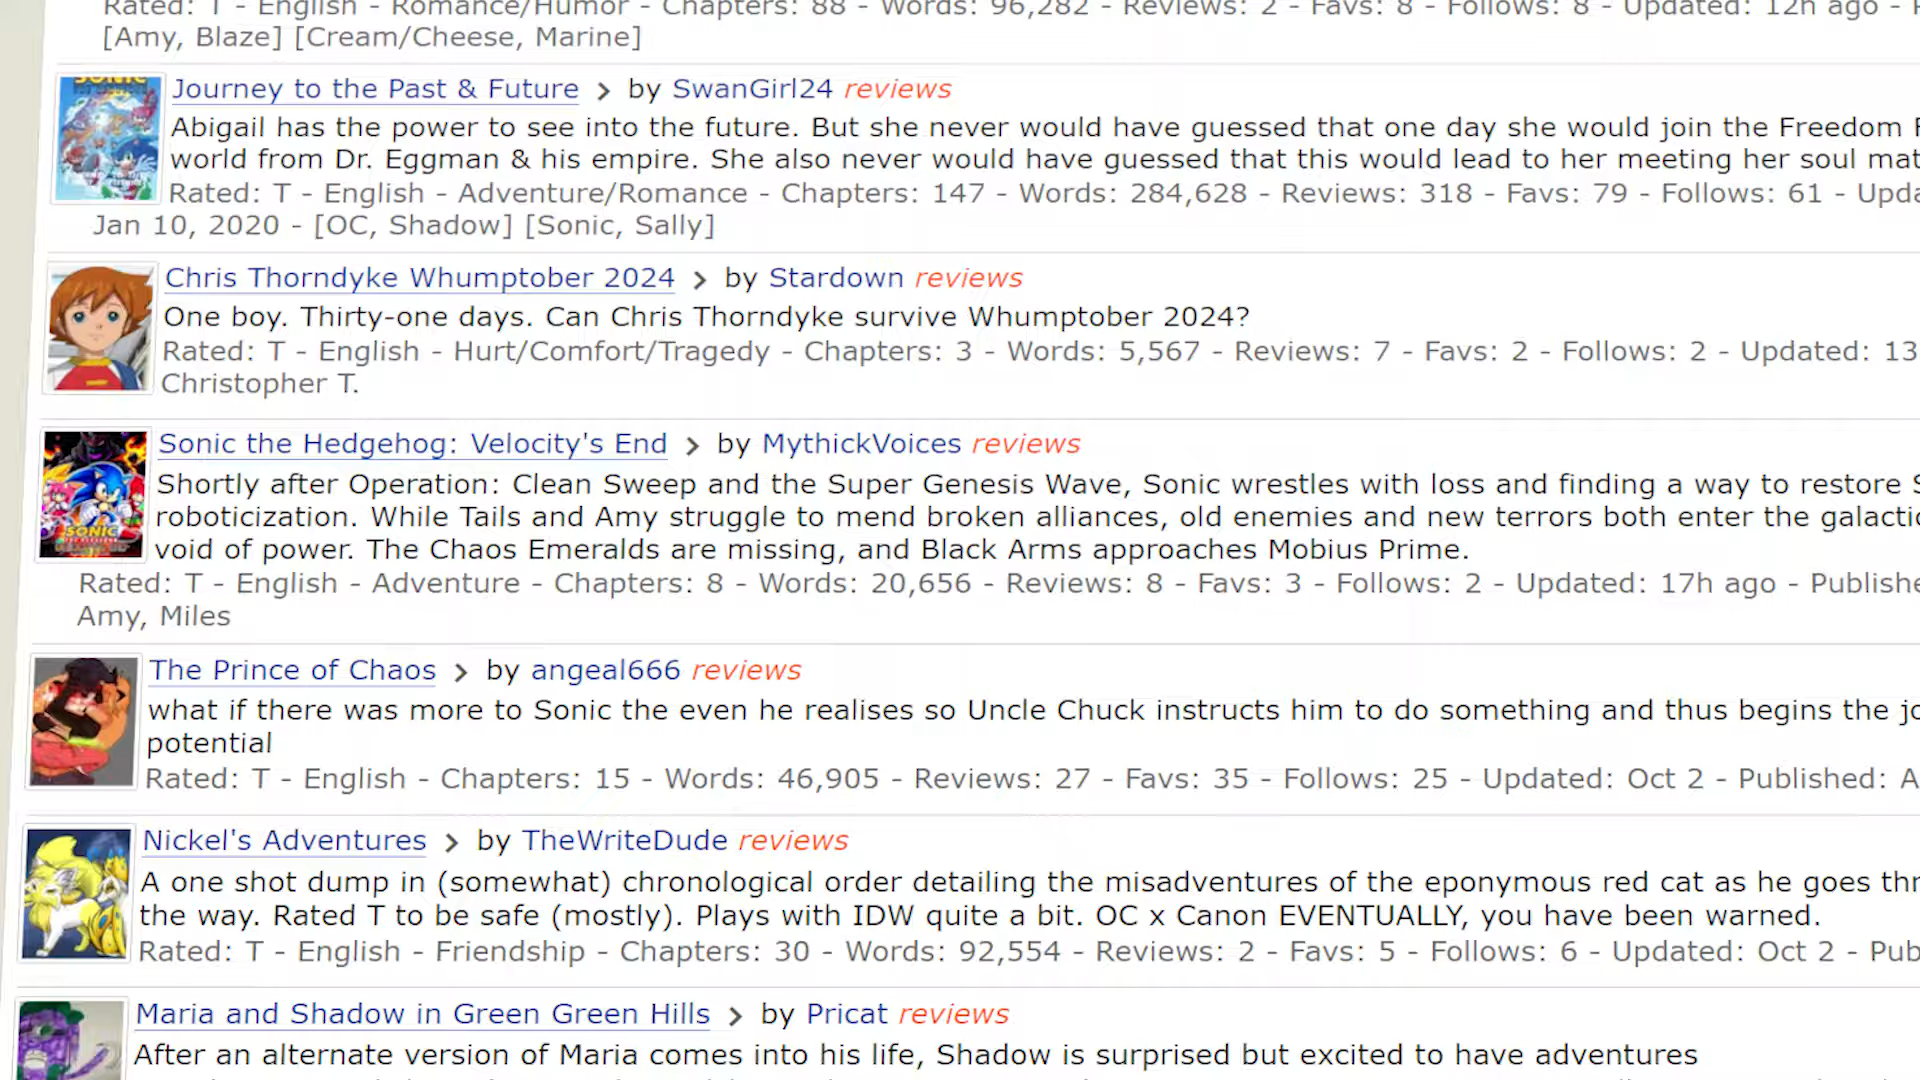 Rated: T - English - Romance/Humor - Chapters: 88 - Words: 96,282 - Reviews: 2 - Favs: 8 - Follows: 8 - Updated: 12h ago -
[Amy, Blaze] [Cream/Cheese, Marine]
SONIC
Journey to the Past & Future > by SwanGirl24 reviews
Abigail has the power to see into the future. But she never would have guessed that one day she would join the Freedom
world from Dr. Eggman & his empire. She also never would have guessed that this would lead to her meeting her soul mat
Rated: T - English - Adventure/Romance - Chapters: 147 - Words: 284,628 - Reviews: 318 - Favs: 79 - Follows: 61 - Upda
Jan 10, 2020 - [OC, Shadow] [Sonic, Sally]
Chris Thorndyke Whumptober 2024 > by Stardown reviews
One boy. Thirty-one days. Can Chris Thorndyke survive Whumptober 2024?
Rated: T - English - Hurt/Comfort/Tragedy - Chapters: 3 - Words: 5,567 - Reviews: 7 - Favs: 2 - Follows: 2 - Updated: 13
Christopher T.
Sonic the Hedgehog: Velocity's End > by MythickVoices reviews
Shortly after Operation: Clean Sweep and the Super Genesis Wave, Sonic wrestles with loss and finding a way to restore S
roboticization. While Tails and Amy struggle to mend broken alliances, old enemies and new terrors both enter the galactic
void of power. The Chaos Emeralds are missing, and Black Arms approaches Mobius Prime.
SONIC
Rated: T - English - Adventure - Chapters: 8 - Words: 20,656 - Reviews: 8 - Favs: 3 - Follows: 2 - Updated: 17h ago - Publishe
Amy, Miles
The Prince of Chaos > by angeal666 reviews
what if there was more to Sonic the even he realises so Uncle Chuck instructs him to do something and thus begins the jo
potential
Rated: T - English - Chapters: 15 - Words: 46,905 - Reviews: 27 - Favs: 35 - Follows: 25 - Updated: Oct 2 - Published: A
Nickel's Adventures > by TheWriteDude reviews
A one shot dump in (somewhat) chronological order detailing the misadventures of the eponymous red cat as he goes thr
the way. Rated T to be safe (mostly). Plays with IDW quite a bit. OC x Canon EVENTUALLY, you have been warned.
Rated: T - English - Friendship - Chapters: 30 - Words: 92,554 - Reviews: 2 - Favs: 5 - Follows: 6 - Updated: Oct 2 - Pub
Maria and Shadow in Green Green Hills > by Pricat reviews
After an alternate version of Maria comes into his life, Shadow is surprised but excited to have adventures